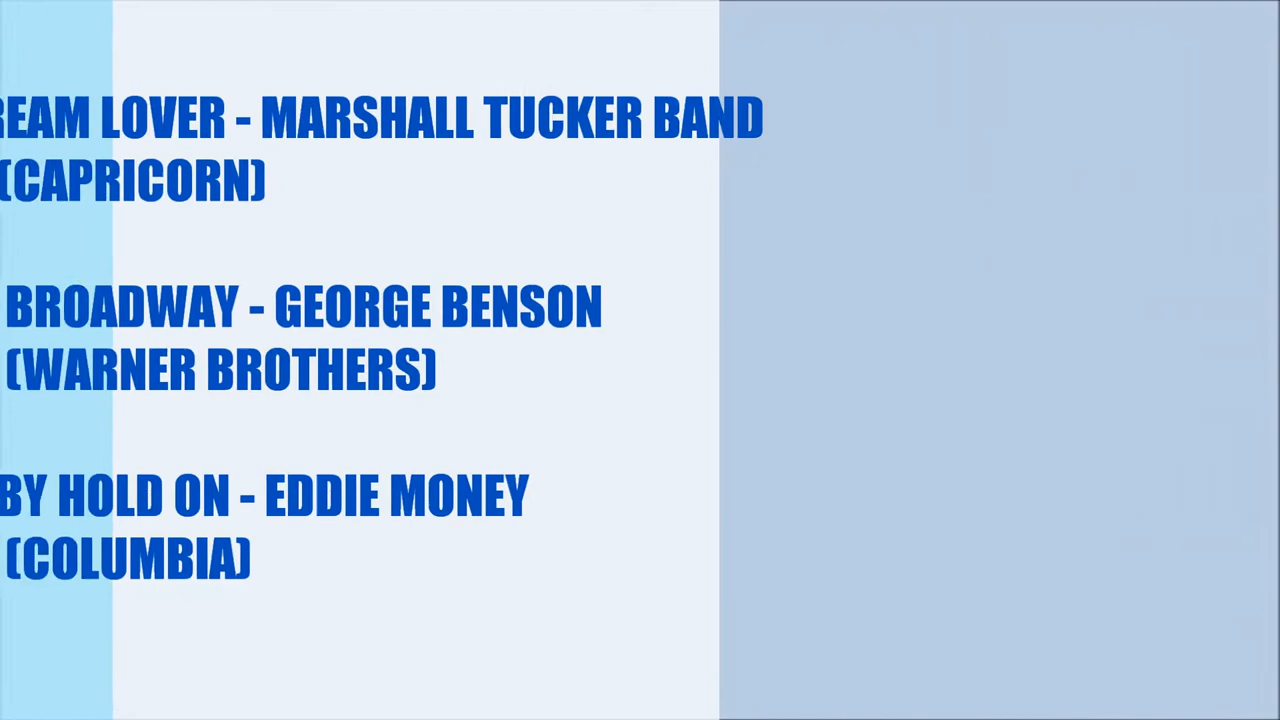 REAM LOVER - MARSHALL TUCKER BAND
(CAPRICORN)
BROADWAY - GEORGE BENSON
(WARNER BROTHERS)
BY HOLD ON - EDDIE MONEY
(COLUMBIA)